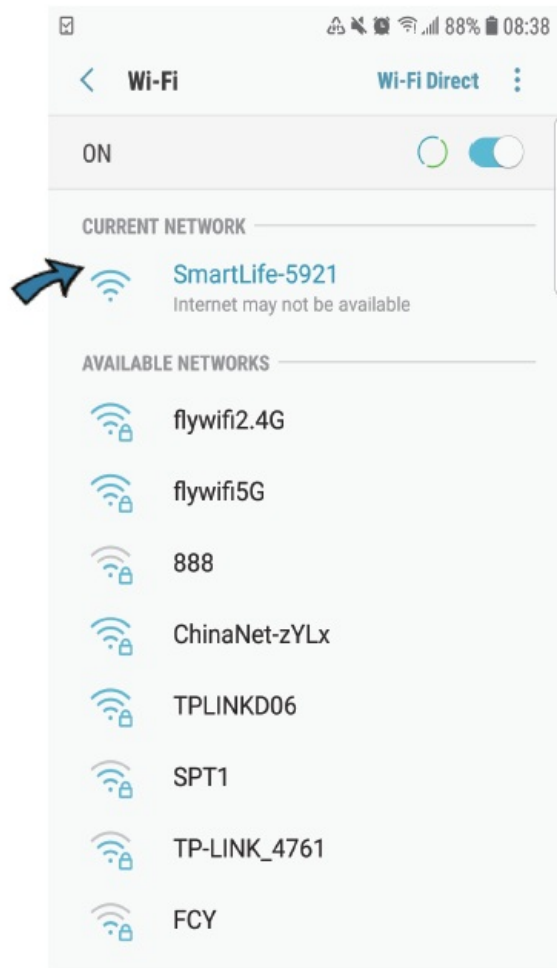 88% 08:38
Wi-Fi Wi-Fi Direct
ON
CURRENT NETWORK
SmartLife-5921
Internet may not be available
AVAILABLE NETWORKS
flywifi2.4G
flywifi5G
888
ChinaNet-zYLx
TPLINKD06
SPT1
TP-LINK_4761
FCY